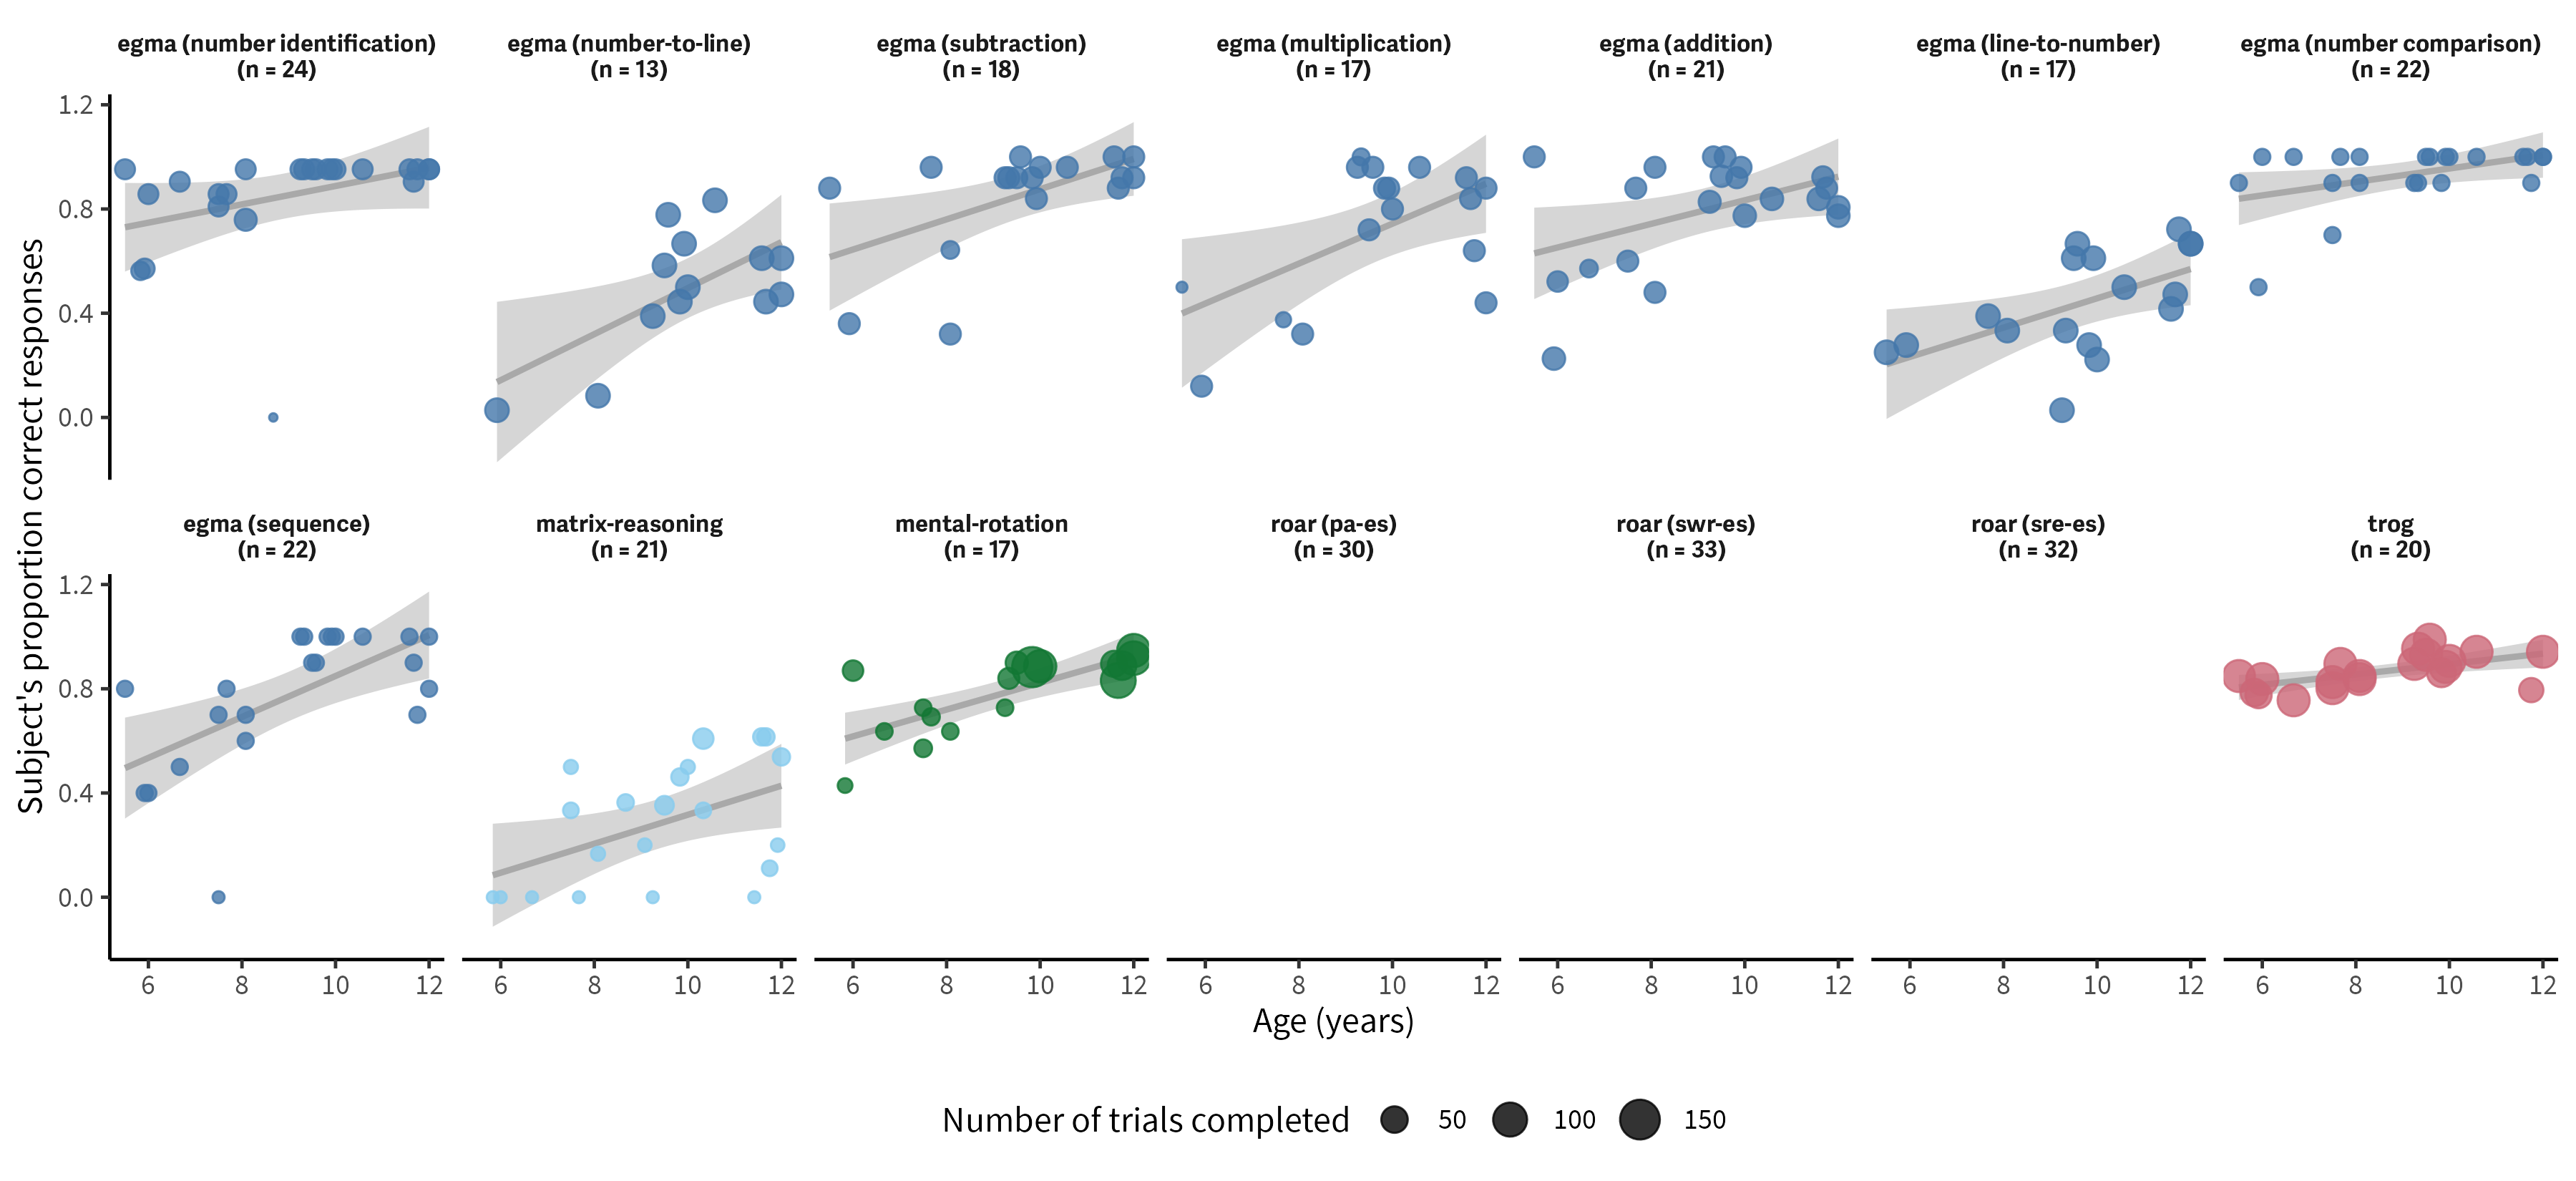 egma (number identification)
(n = 24)
egma (number-to-line)
(n = 13)
egma (subtraction)
(n = 18)
egma (multiplication)
(n = 17)
egma (addition)
(n = 21)
egma (line-to-number)
(n = 17)
egma (number comparison)
(n = 22)
1.2
0.8
0.4
0.0
Subject's proportion correct responses
egma (sequence)
(n = 22)
matrix-reasoning
(n = 21)
mental-rotation
(n = 17)
roar (pa-es)
(n = 30)
roar (swr-es)
(n = 33)
roar (sre-es)
(n = 32)
trog
(n = 20)
1.2
0.8
0.4
0.0
6 8 10 12
6 8 10 12
6 8 10 12
6 8 10 12
6 8 10 12
6 8 10 12
6 8 10 12
Age (years)
Number of trials completed 50 100 150